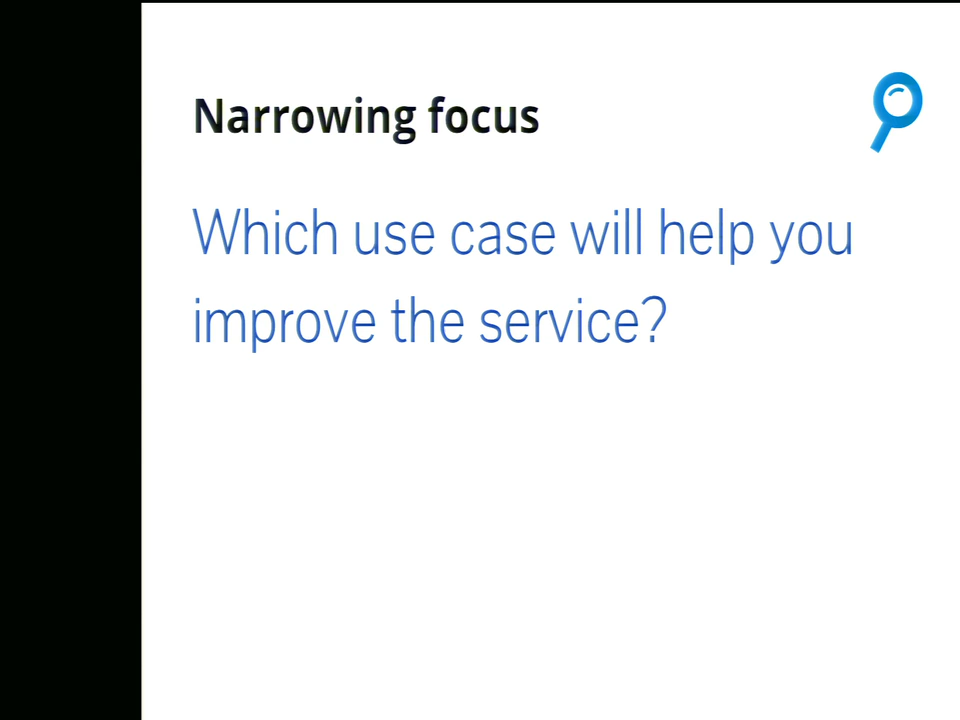 Narrowing focus
Which use case will help you
improve the service?